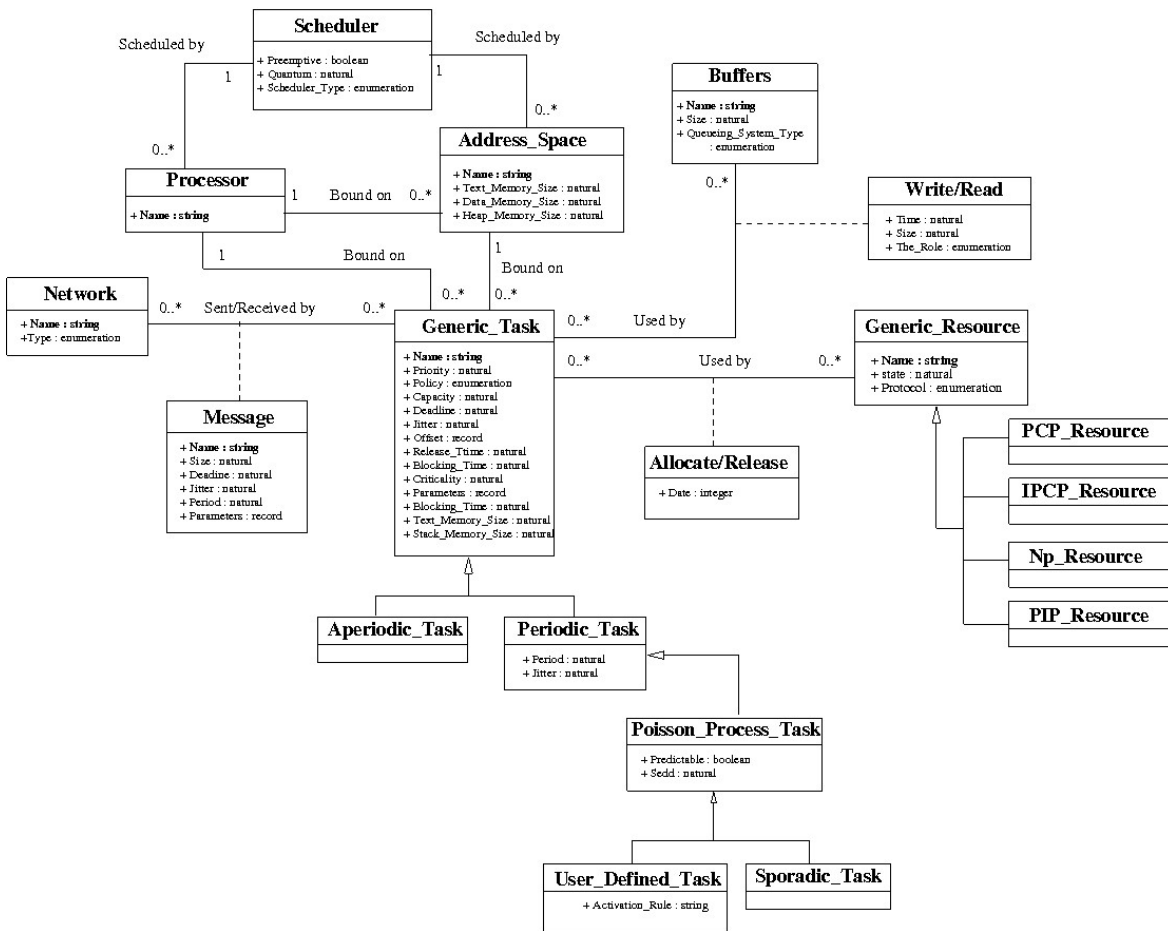 Scheduler
+ Preemptive : boolean
+ Quantum : natural
+ Scheduler_Type : enumeration
Scheduled by
1
0..*
Scheduled by
1
0..*
Buffers
+ Name : string
+ Size : natural
+ Queueing_System_Type
: enumeration
0..*
Address_Space
+ Name : string
+ Text_Memory_Size : natural
+ Data_Memory_Size : natural
+ Heap_Memory_Size : natural
Processor
+ Name : string
1
Bound on
0..*
Write/Read
+ Time : natural
+ Size : natural
+ The_Role : enumeration
1
Bound on
0..*
1
Bound on
0..*
Network
+ Name : string
+Type : enumeration
0..*
Sent/Received by
0..*
Generic_Task
+ Name : string
+ Priority : natural
+ Policy : enumeration
+ Capacity : natural
+ Deadline : natural
+ Jitter : natural
+ Offset : record
+ Release_Ttime : natural
+ Blocking_Time : natural
+ Criticality : natural
+ Parameters : record
+ Blocking_Time : natural
+ Text_Memory_Size : natural
+ Stack_Memory_Size : natural
0..*
Used by
0..*
Used by
0..*
Generic_Resource
+ Name : string
+ state : natural
+ Protocol : enumeration
Message
+ Name : string
+ Size : natural
+ Deadine : natural
+ Jitter : natural
+ Period : natural
+ Parameters : record
Allocate/Release
+ Date : integer
PCP_Resource
IPCP_Resource
Np_Resource
PIP_Resource
Aperiodic_Task
Periodic_Task
+ Period : natural
+ Jitter : natural
Poisson_Process_Task
+ Predictable : boolean
+ Sedd : natural
User_Defined_Task
+ Activation_Rule : string
Sporadic_Task